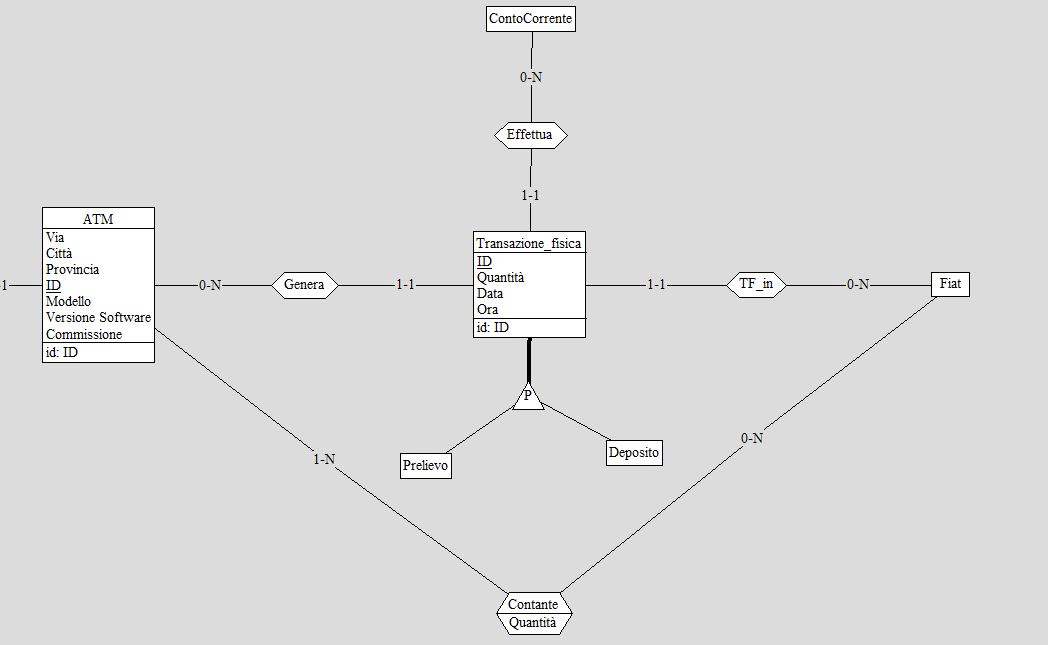 ContoCorrente
0-N
Effettua
1-1
ATM
Via
Città
Provincia
ID
Modello
Versione Software
Commissione
id: ID
1
0-N
Genera
1-1
Transazione_fisica
ID
Quantità
Data
Ora
id: ID
1-1
TF_in
0-N
Fiat
P
Prelievo
Deposito
1-N
0-N
Contante
Quantità